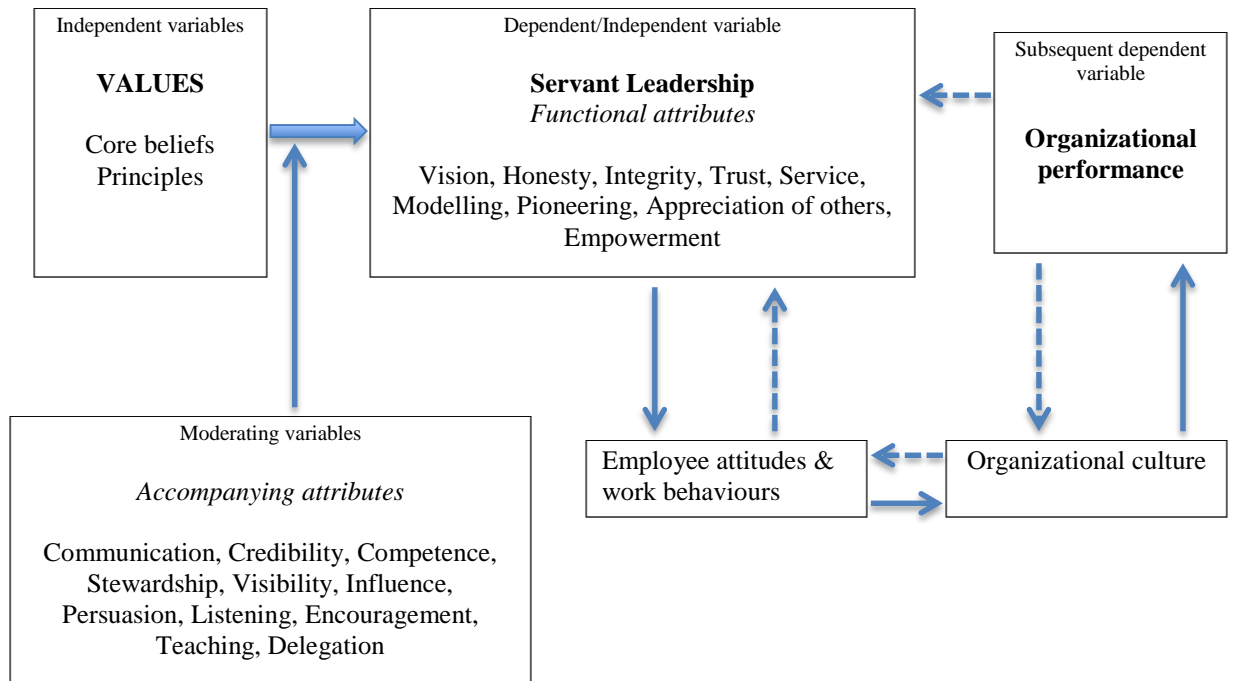 Independent variables
VALUES
Core beliefs
Principles
Dependent/Independent variable
Servant Leadership
Functional attributes
Vision, Honesty, Integrity, Trust, Service,
Modelling, Pioneering, Appreciation of others,
Empowerment
Subsequent dependent
variable
Organizational
performance
Moderating variables
Accompanying attributes
Communication, Credibility, Competence,
Stewardship, Visibility, Influence,
Persuasion, Listening, Encouragement,
Teaching, Delegation
Employee attitudes &
work behaviours
Organizational culture